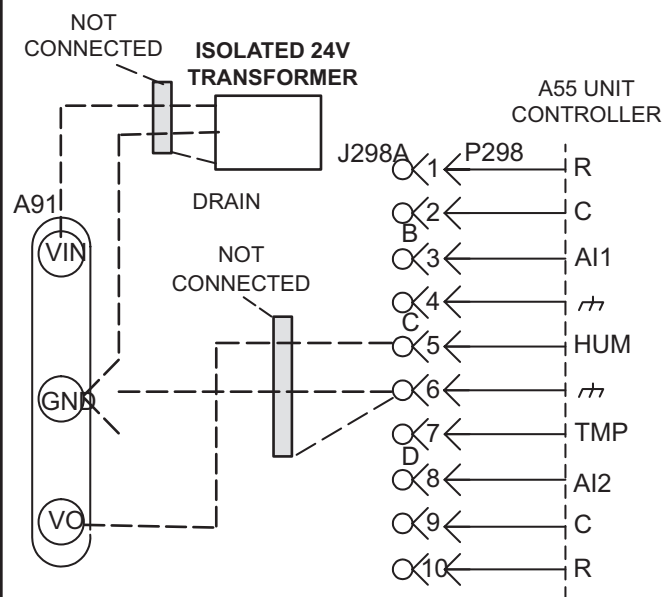 NOT
CONNECTED
ISOLATED 24V
TRANSFORMER
A55 UNIT
CONTROLLER
J298A
P298
1
R
A91
DRAIN
2
C
B
VIN
NOT
CONNECTED
3
AI1
4
C
5
HUM
GND
6
7
TMP
D
8
AI2
VO
9
C
10
R